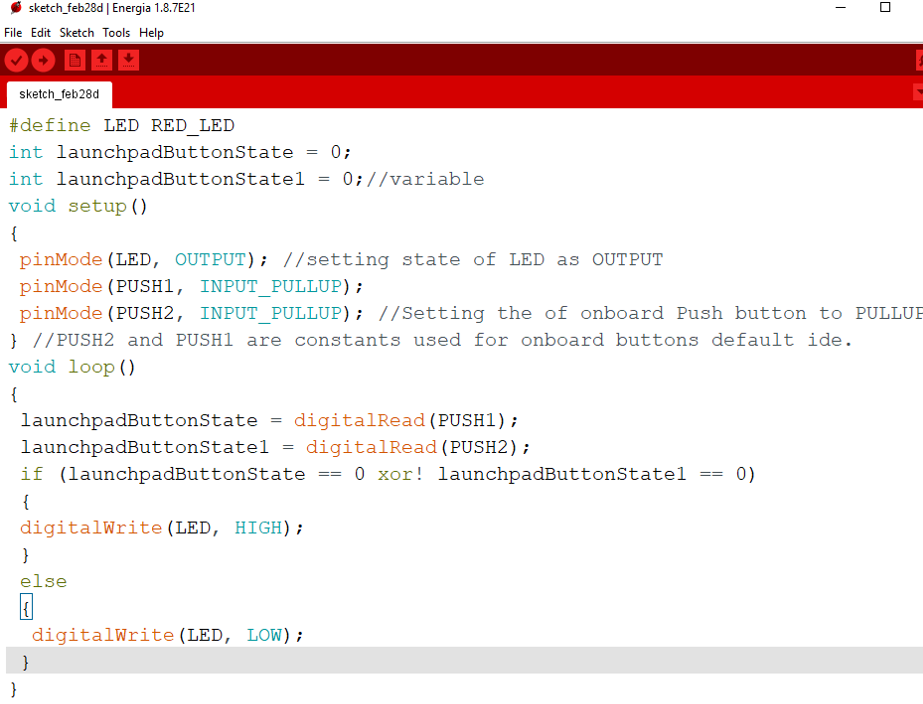 sketch_feb28d | Energia 1.8.7E21
File Edit Sketch Tools Help
sketch_feb28d
#define LED RED_LED
int launchpadButtonState = 0;
int launchpadButtonState1 = 0;//variable
void setup()
{
pinMode(LED, OUTPUT); //setting state of LED as OUTPUT
pinMode(PUSH1, INPUT_PULLUP);
pinMode(PUSH2, INPUT_PULLUP); //Setting the of onboard Push button to PULLUP
} //PUSH2 and PUSH1 are constants used for onboard buttons default ide.
void loop()
{
launchpadButtonState = digitalRead(PUSH1);
launchpadButtonState1 = digitalRead(PUSH2);
if (launchpadButtonState == 0 xor! launchpadButtonState1 == 0)
{
digitalWrite(LED, HIGH);
}
else
{
digitalWrite(LED, LOW);
}
}